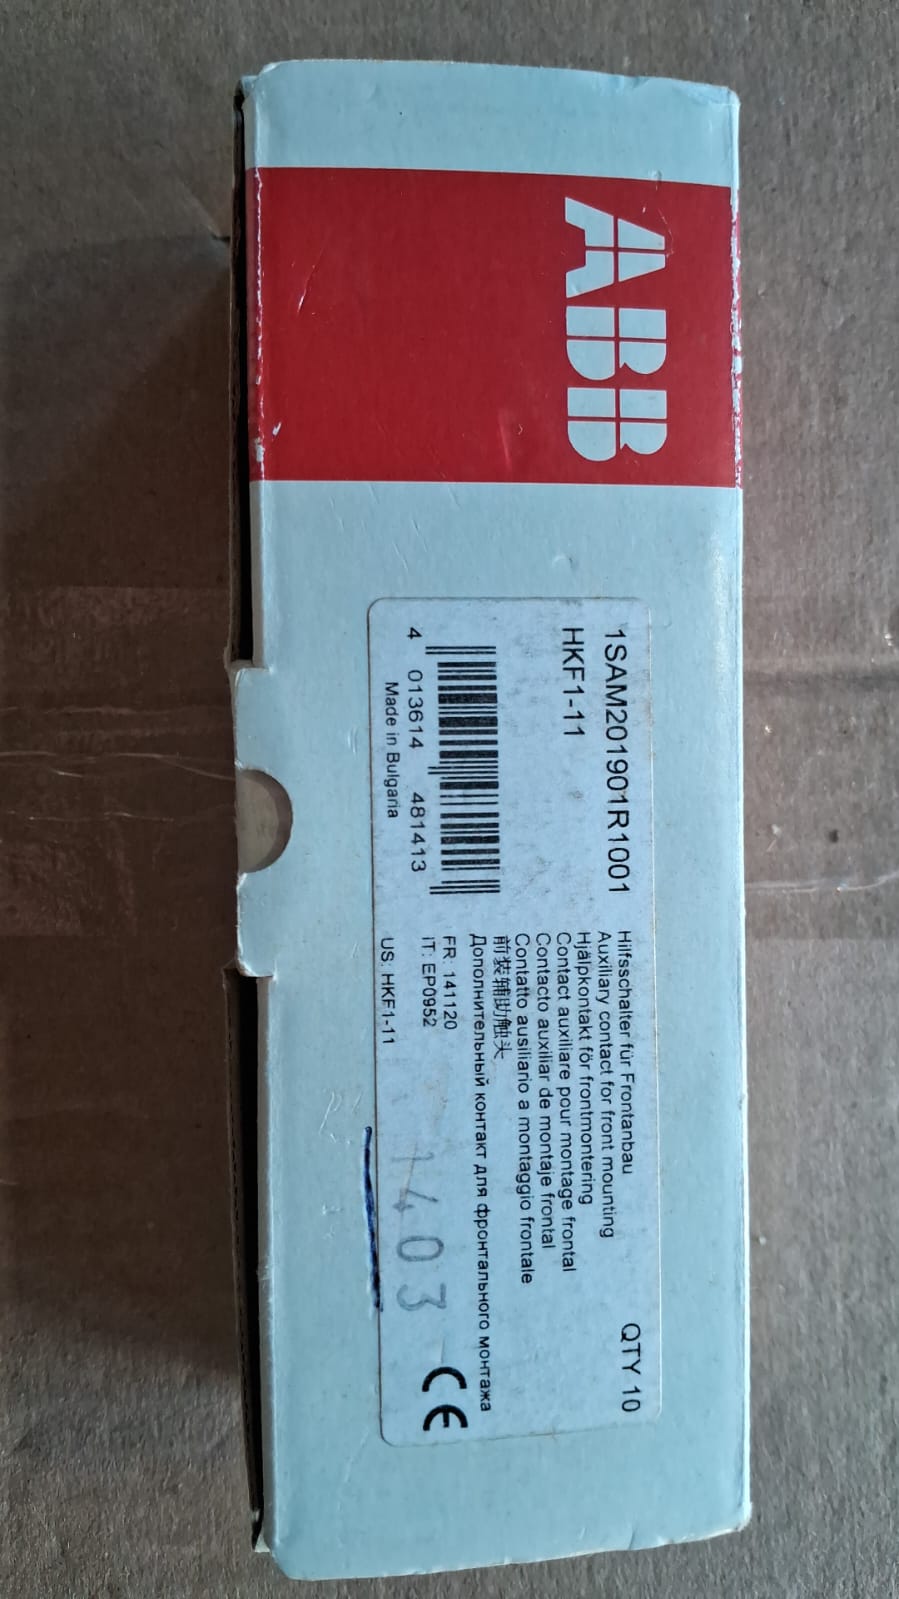 ABB
1SAM201901R1001
HKF1-11
4 013614 481413
Made in Bulgaria
QTY 10
Hilfsschalter für Frontanbau
Auxiliary contact for front mounting
Hjälpkontakt för frontmontering
Contact auxiliaire pour montage frontal
Contacto auxiliar de montaje frontal
Contatto ausiliario a montaggio frontale
前装辅助触头
Дополнительный контакт для фронтального монтажа
FR: 141120
IT: EP0952
US: HKF1-11
1403
CE